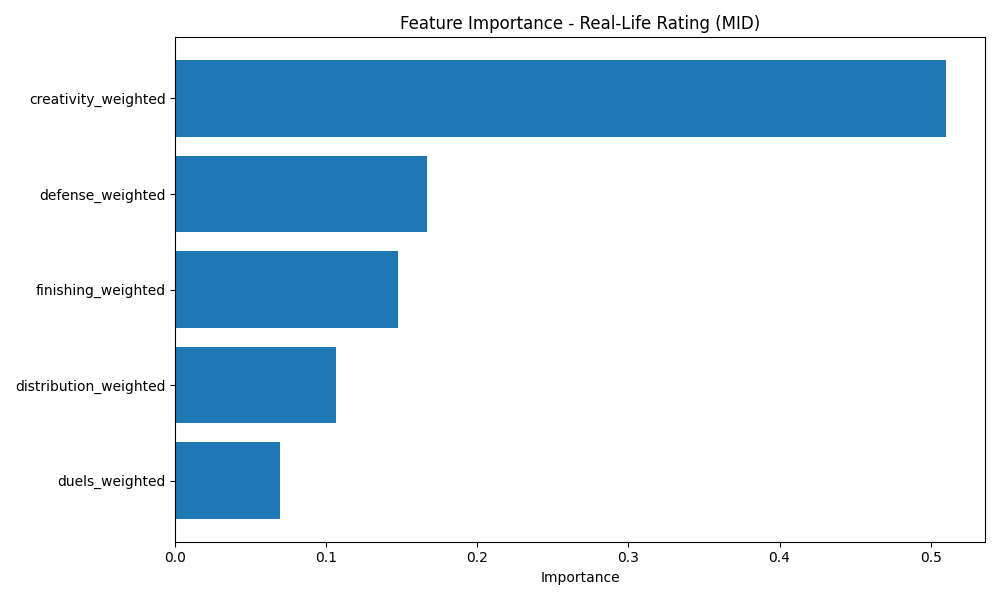 Feature Importance - Real-Life Rating (MID)
creativity_weighted
defense_weighted
finishing_weighted
distribution_weighted
duels_weighted
0.0 0.1 0.2 0.3 0.4 0.5
Importance